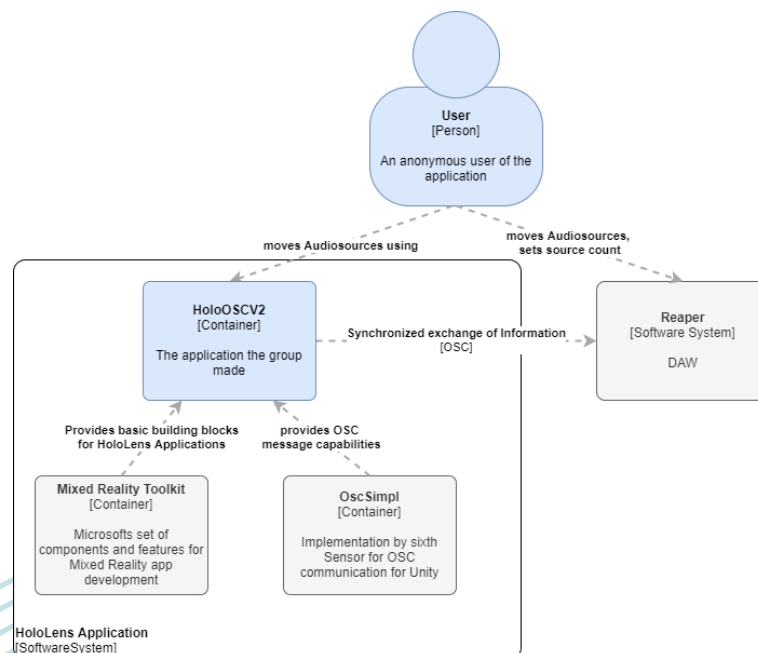 User
[Person]
An anonymous user of the
application
moves Audiosources using
moves Audiosources,
sets source count
HoloOSCV2
[Container]
The application the group
made
Synchronized exchange of Information
[OSC]
Reaper
[Software System]
DAW
Provides basic building blocks
for HoloLens Applications
provides OSC
message capabilities
Mixed Reality Toolkit
[Container]
Microsofts set of
components and features for
Mixed Reality app
development
OscSimpl
[Container]
Implementation by sixth
Sensor for OSC
communication for Unity
HoloLens Application
[SoftwareSystem]